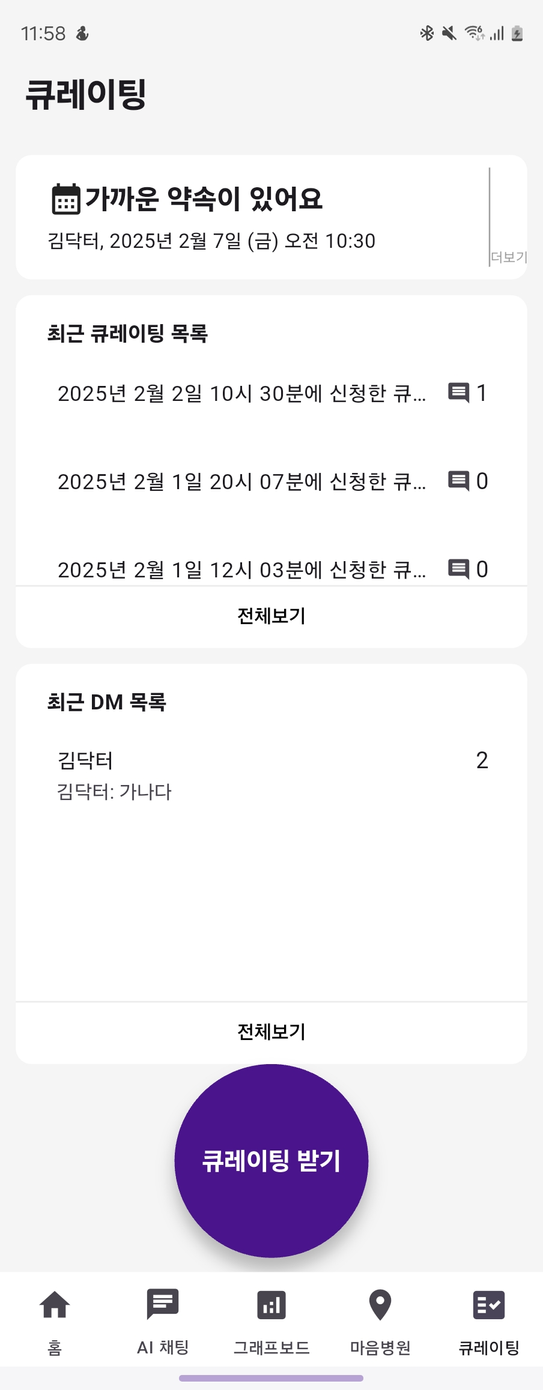 11:58
큐레이팅
가까운 약속이 있어요
김닥터, 2025년 2월 7일 (금) 오전 10:30
더보기
최근 큐레이팅 목록
2025년 2월 2일 10시 30분에 신청한 큐... 1
2025년 2월 1일 20시 07분에 신청한 큐... 0
2025년 2월 1일 12시 03분에 신청한 큐... 0
전체보기
최근 DM 목록
김닥터 2
김닥터: 가나다
전체보기
큐레이팅 받기
홈 AI 채팅 그래프보드 마음병원 큐레이팅